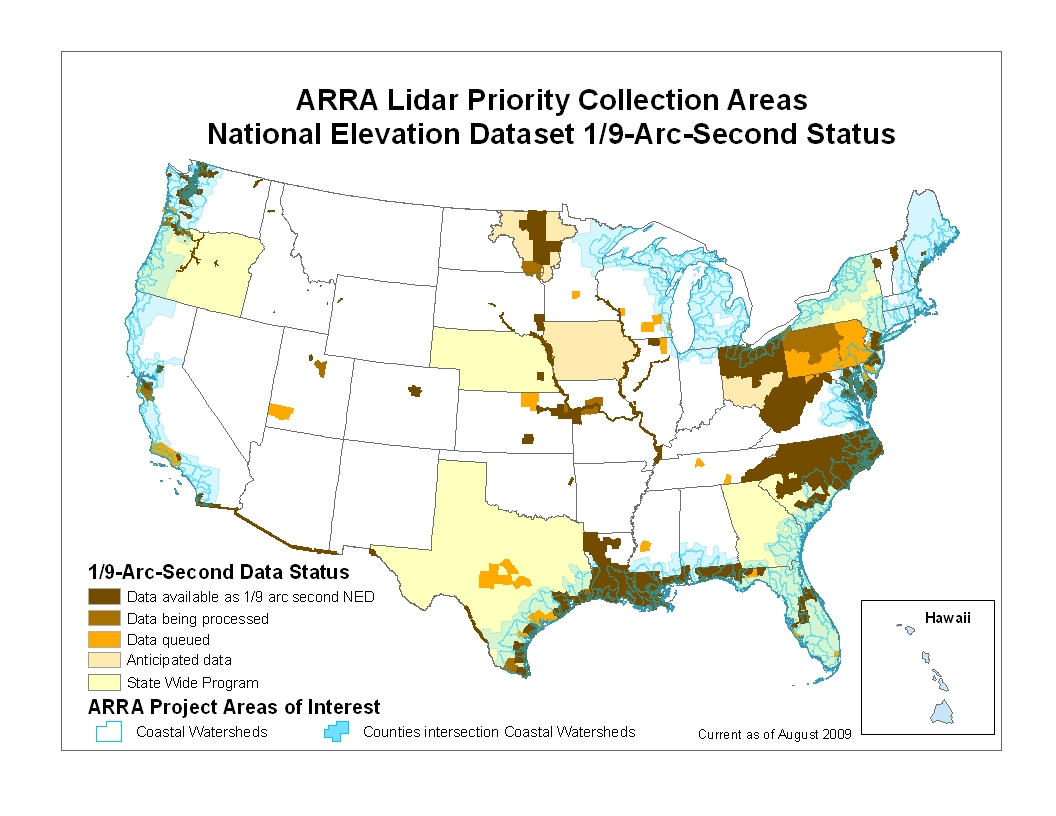 ARRA Lidar Priority Collection Areas
National Elevation Dataset 1/9-Arc-Second Status
1/9-Arc-Second Data Status
Data available as 1/9 arc second NED
Data being processed
Data queued
Anticipated data
State Wide Program
ARRA Project Areas of Interest
Coastal Watersheds
Counties intersection Coastal Watersheds
Current as of August 2009
Hawaii